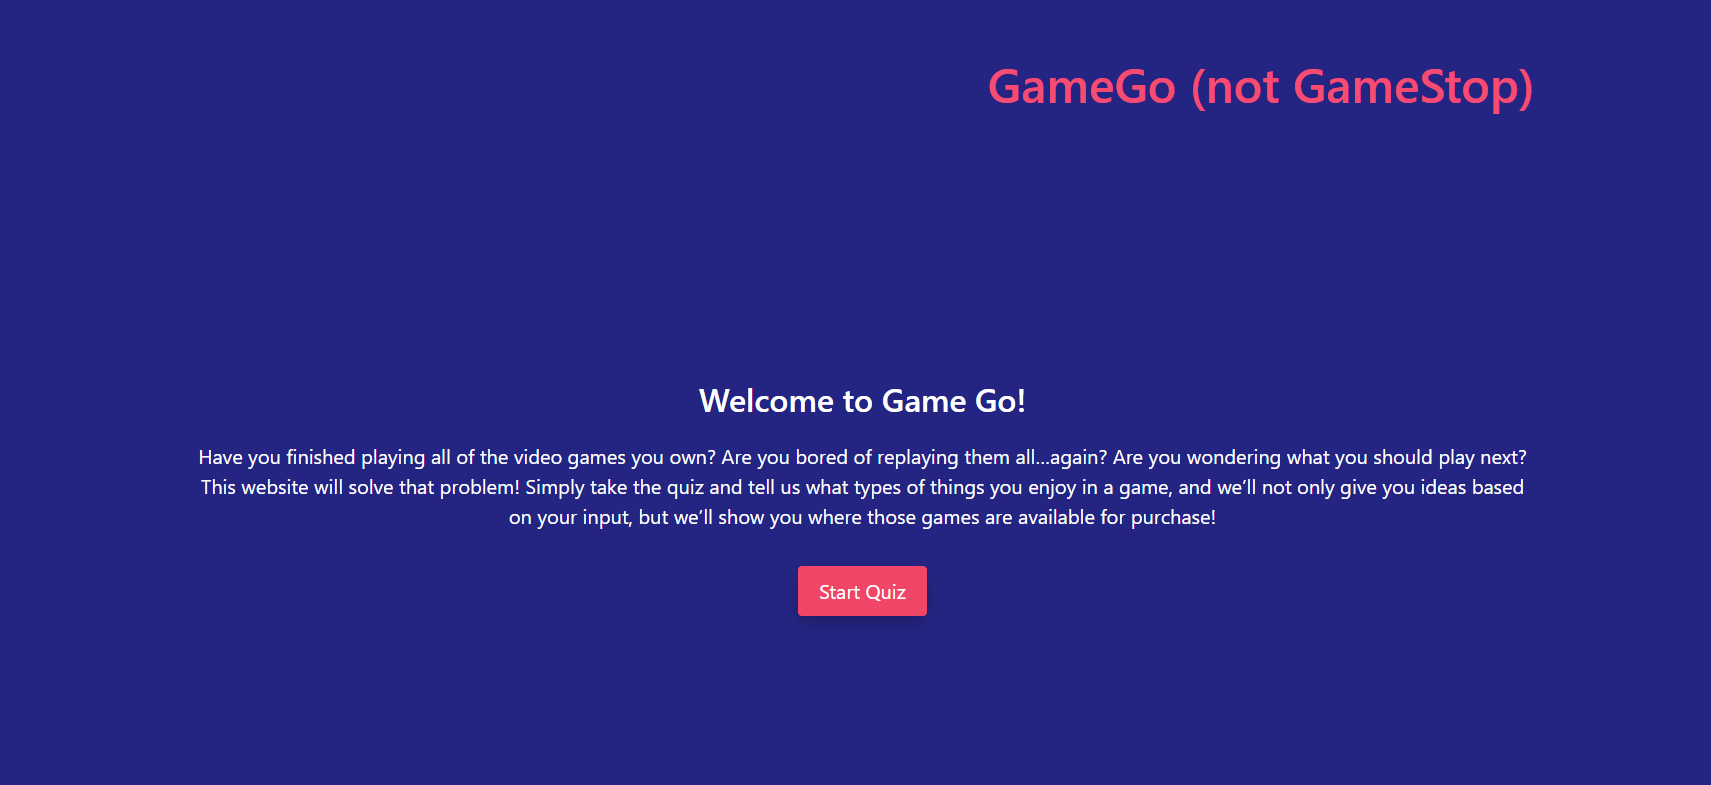 GameGo (not GameStop)
Welcome to Game Go!
Have you finished playing all of the video games you own? Are you bored of replaying them all...again? Are you wondering what you should play next?
This website will solve that problem! Simply take the quiz and tell us what types of things you enjoy in a game, and we’ll not only give you ideas based
on your input, but we’ll show you where those games are available for purchase!
Start Quiz